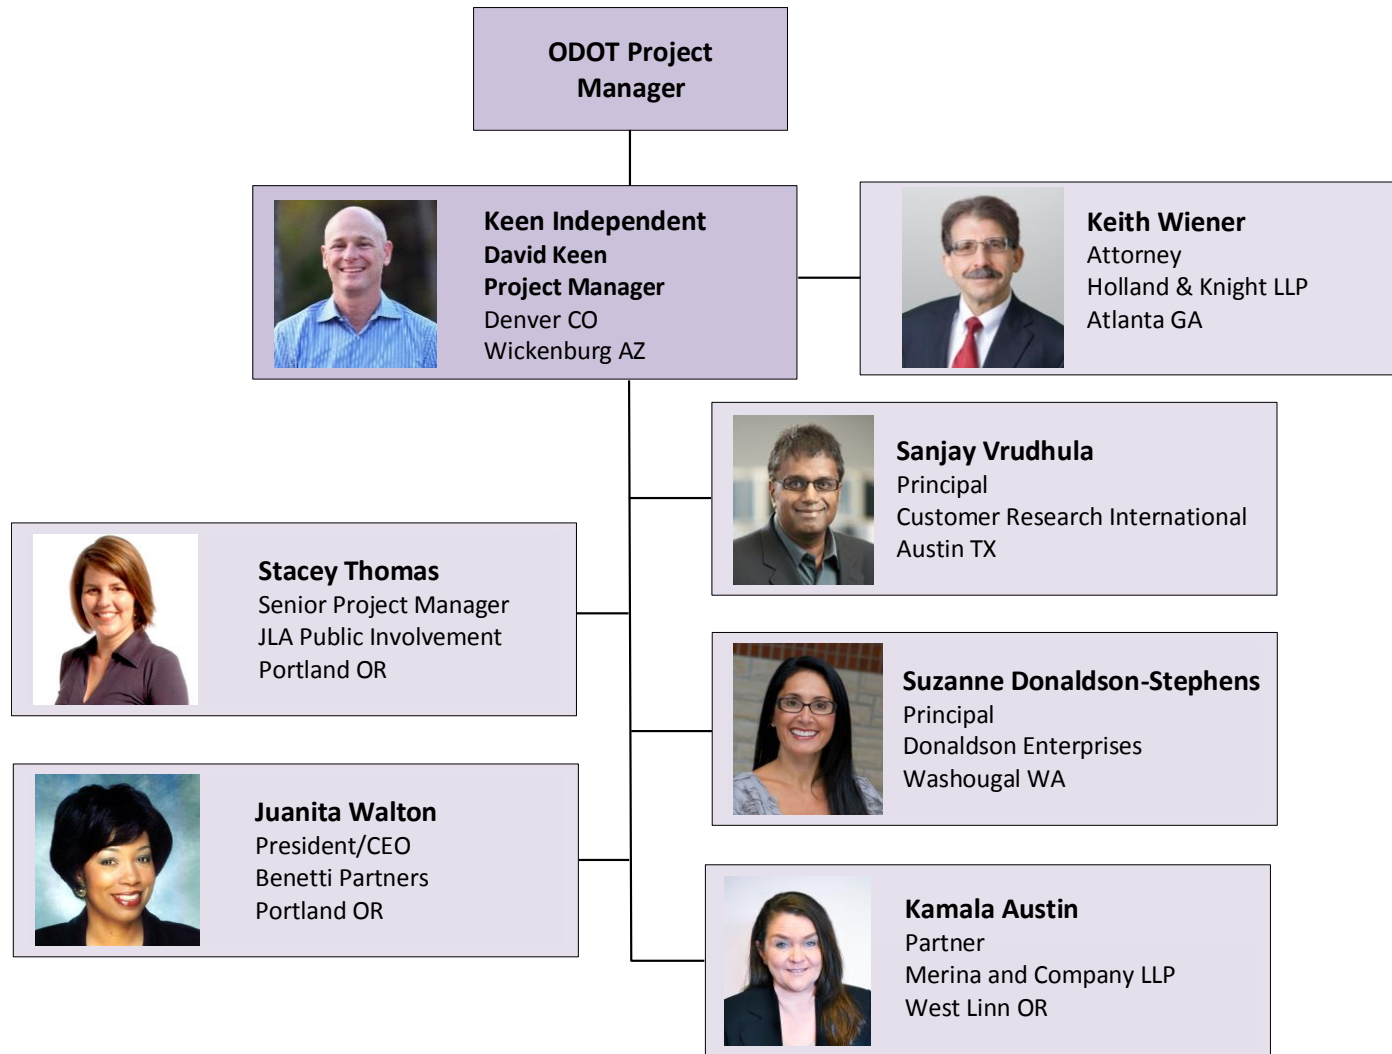 ODOT Project
Manager
Keen Independent
David Keen
Project Manager
Denver CO
Wickenburg AZ
Keith Wiener
Attorney
Holland & Knight LLP
Atlanta GA
Sanjay Vrudhula
Principal
Customer Research International
Austin TX
Stacey Thomas
Senior Project Manager
JLA Public Involvement
Portland OR
Suzanne Donaldson-Stephens
Principal
Donaldson Enterprises
Washougal WA
Juanita Walton
President/CEO
Benetti Partners
Portland OR
Kamala Austin
Partner
Merina and Company LLP
West Linn OR